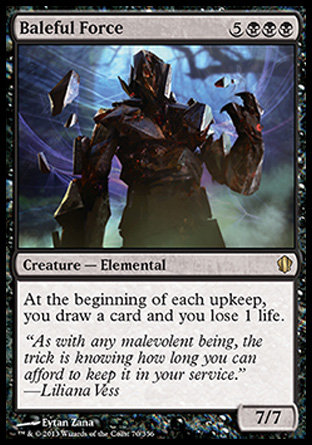 Baleful Force 5
Creature — Elemental
At the beginning of each upkeep,
you draw a card and you lose 1 life.
“As with any malevolent being, the
trick is knowing how long you can
afford to keep it in your service.”
—Liliana Vess
Eytan Zana
7/7
™ & © 2013 Wizards of the Coast 70/356